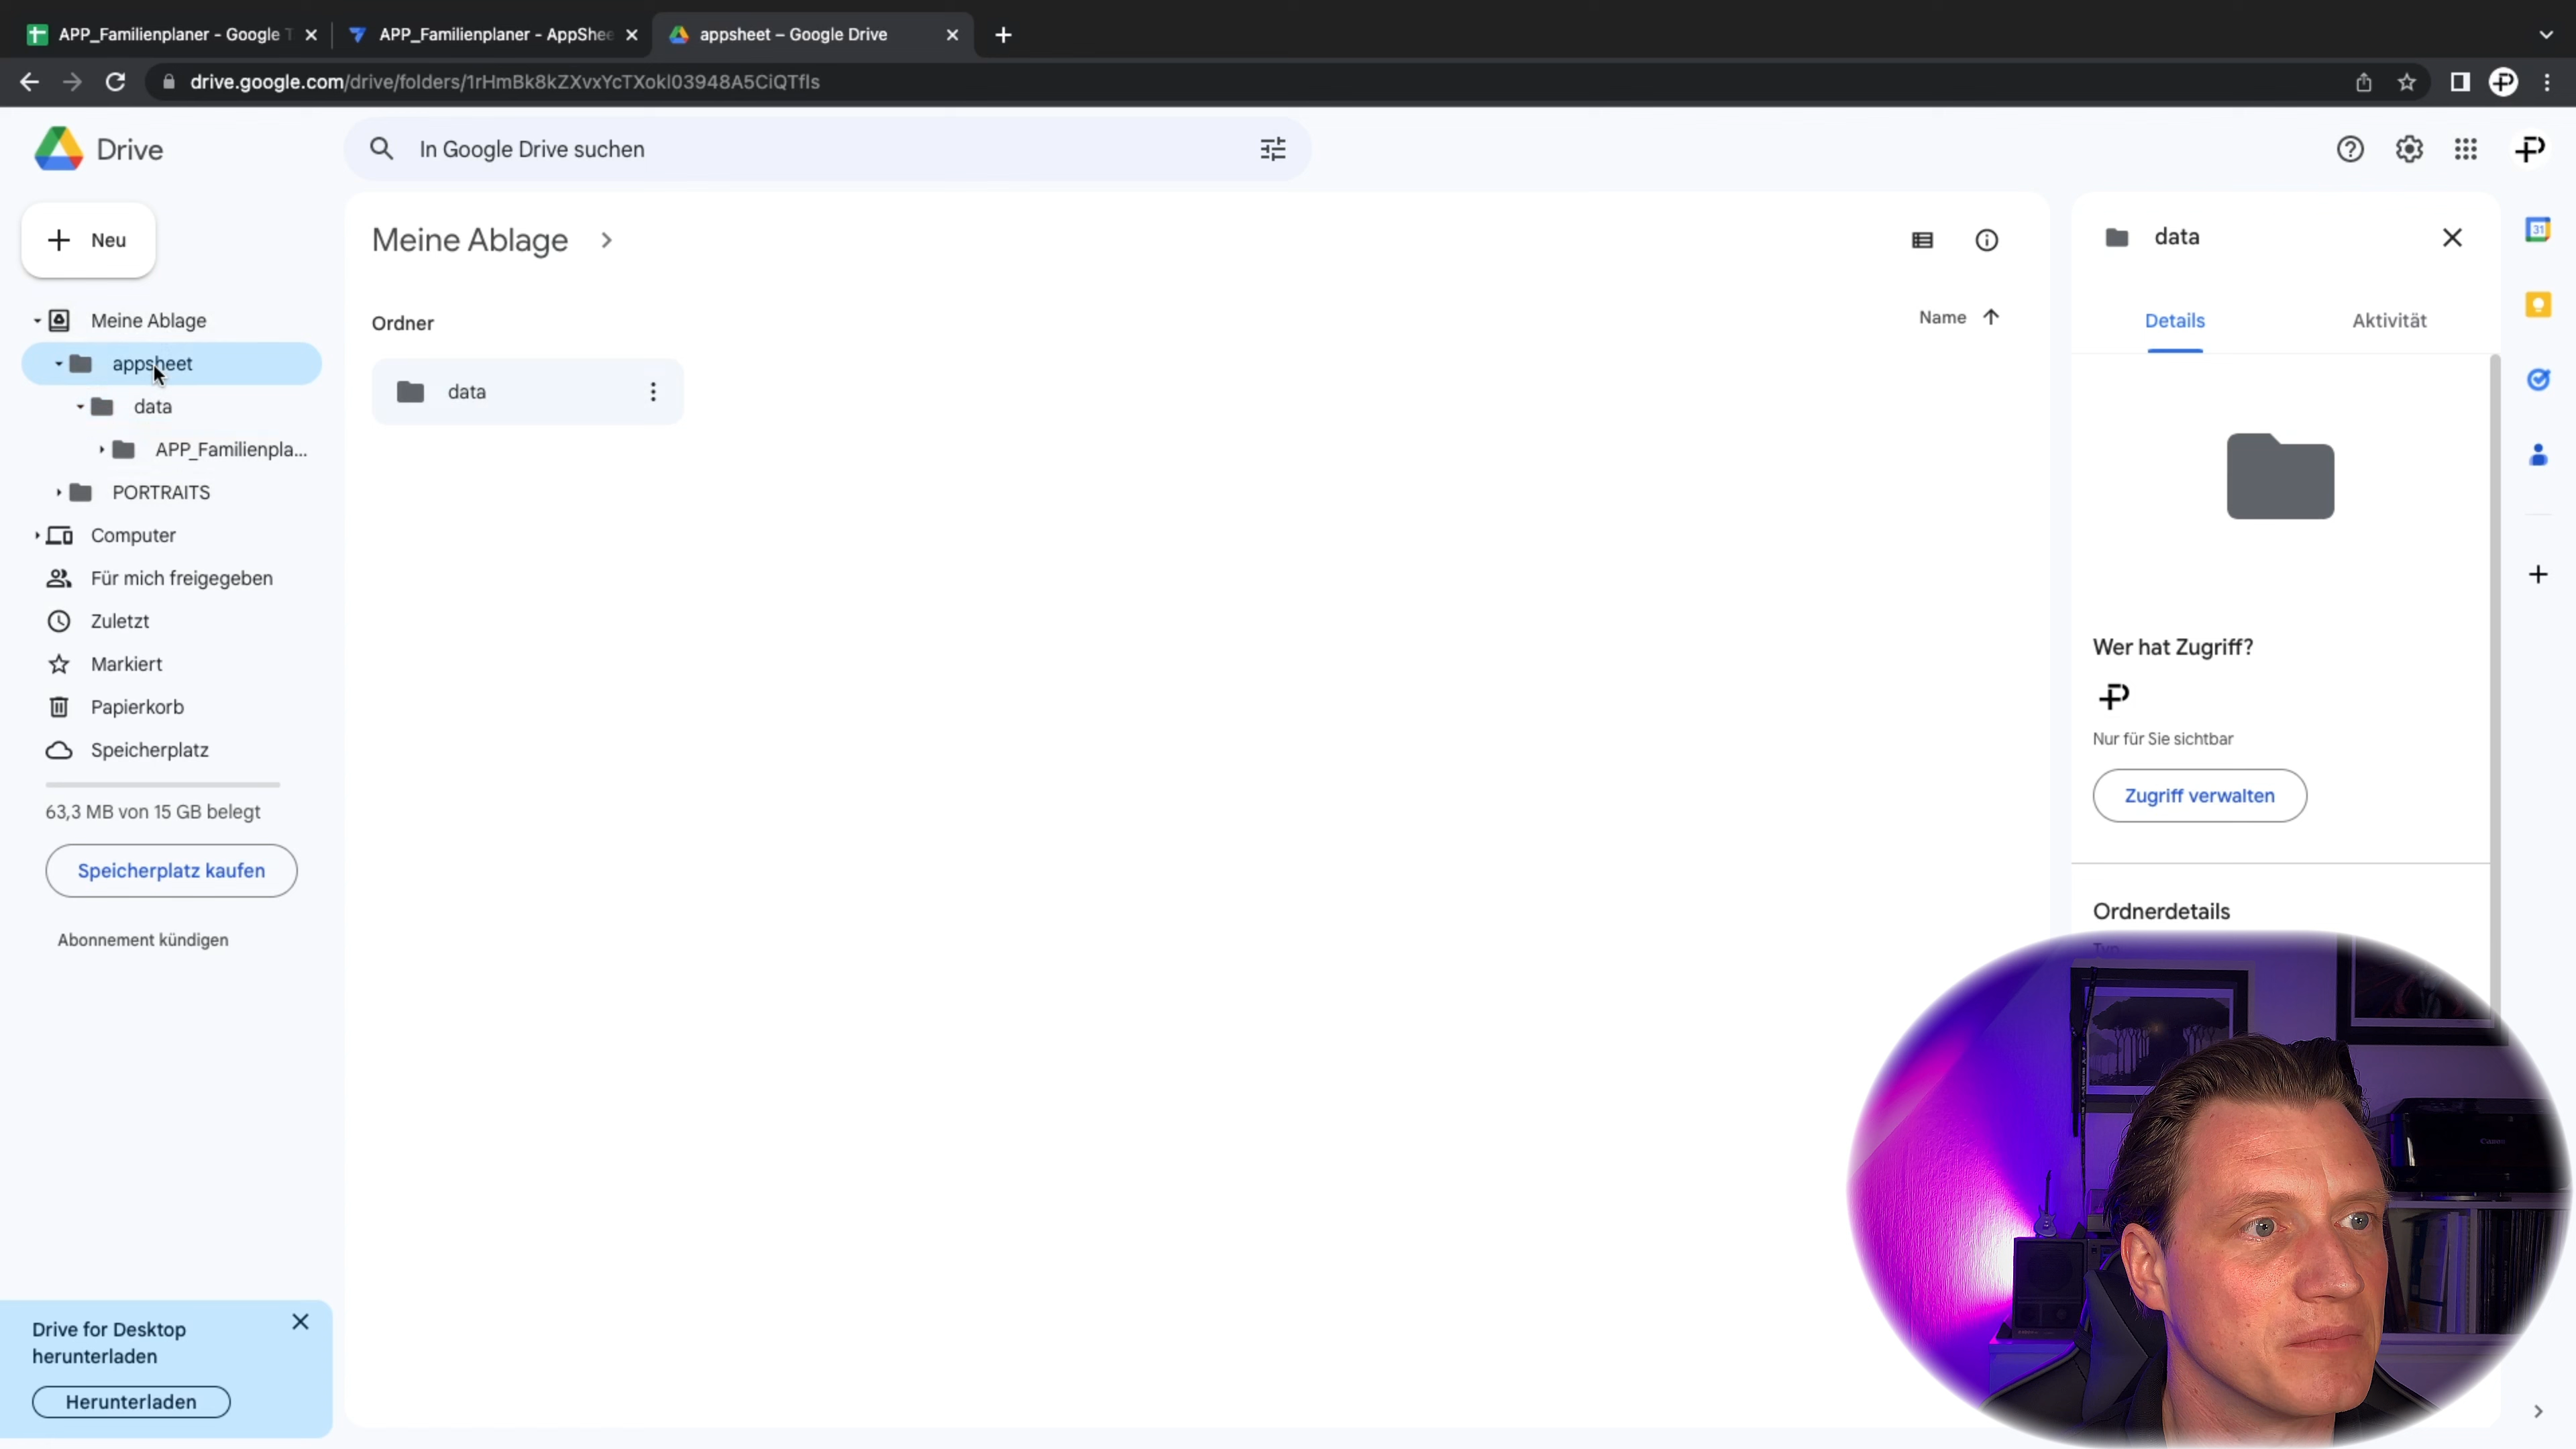 APP_Familienplaner - Google T
APP_Familienplaner - AppShee
appsheet – Google Drive
drive.google.com/drive/folders/1rHmBk8kZXvxYcTXokl03948A5CiQTfls
Drive
In Google Drive suchen
Neu
Meine Ablage
appsheet
data
APP_Familienpla...
PORTRAITS
Computer
Für mich freigegeben
Zuletzt
Markiert
Papierkorb
Speicherplatz
63,3 MB von 15 GB belegt
Speicherplatz kaufen
Abonnement kündigen
Drive for Desktop
herunterladen
Herunterladen
Meine Ablage
Ordner
Name
data
data
Details
Aktivität
Wer hat Zugriff?
Nur für Sie sichtbar
Zugriff verwalten
Ordnerdetails
Typ
31
Canon